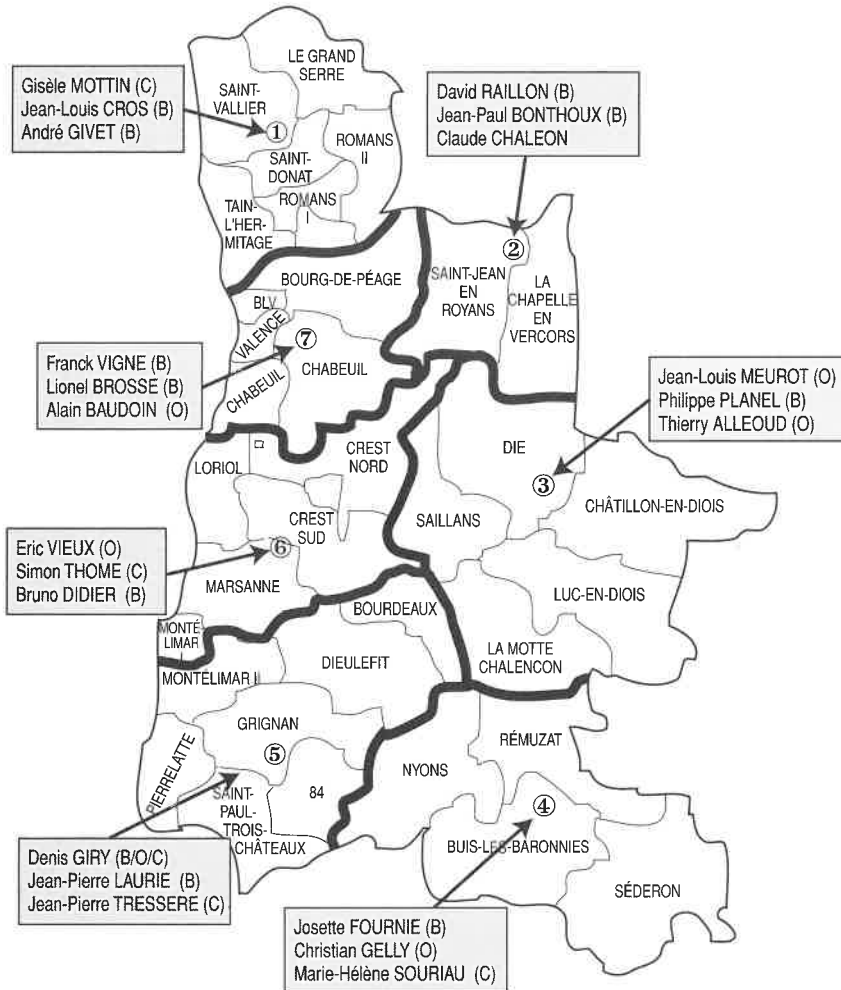 LE GRAND
SERRE
SAINT-
VALLIER
①
SAINT-
DONAT
ROMANS
II
ROMANS
I
TAIN-
L'HER-
MITAGE
Gisèle MOTTIN (C)
Jean-Louis CROS (B)
André GIVET (B)
David RAILLON (B)
Jean-Paul BONTHOUX (B)
Claude CHALEON
②
SAINT-JEAN
EN
ROYANS
LA
CHAPELLE
EN
VERCORS
BOURG-DE-PÉAGE
BLV
VALENCE
⑦
CHABEUIL
CHABEUIL
Franck VIGNE (B)
Lionel BROSSE (B)
Alain BAUDOIN (O)
Jean-Louis MEUROT (O)
Philippe PLANEL (B)
Thierry ALLEOUD (O)
DIE
③
CHÂTILLON-EN-DIOIS
SAILLANS
LUC-EN-DIOIS
LA MOTTE
CHALENCON
LORIOL
CREST
NORD
CREST
SUD
⑥
MARSANNE
MONTÉ
LIMAR
I
Eric VIEUX (O)
Simon THOME (C)
Bruno DIDIER (B)
BOURDEAUX
DIEULEFIT
MONTÉLIMAR II
GRIGNAN
⑤
PIERRELATTE
SAINT-
PAUL-
TROIS-
CHÂTEAUX
84
NYONS
RÉMUZAT
④
BUIS-LES-BARONNIES
SÉDERON
Denis GIRY (B/O/C)
Jean-Pierre LAURIE (B)
Jean-Pierre TRESSERE (C)
Josette FOURNIE (B)
Christian GELLY (O)
Marie-Hélène SOURIAU (C)